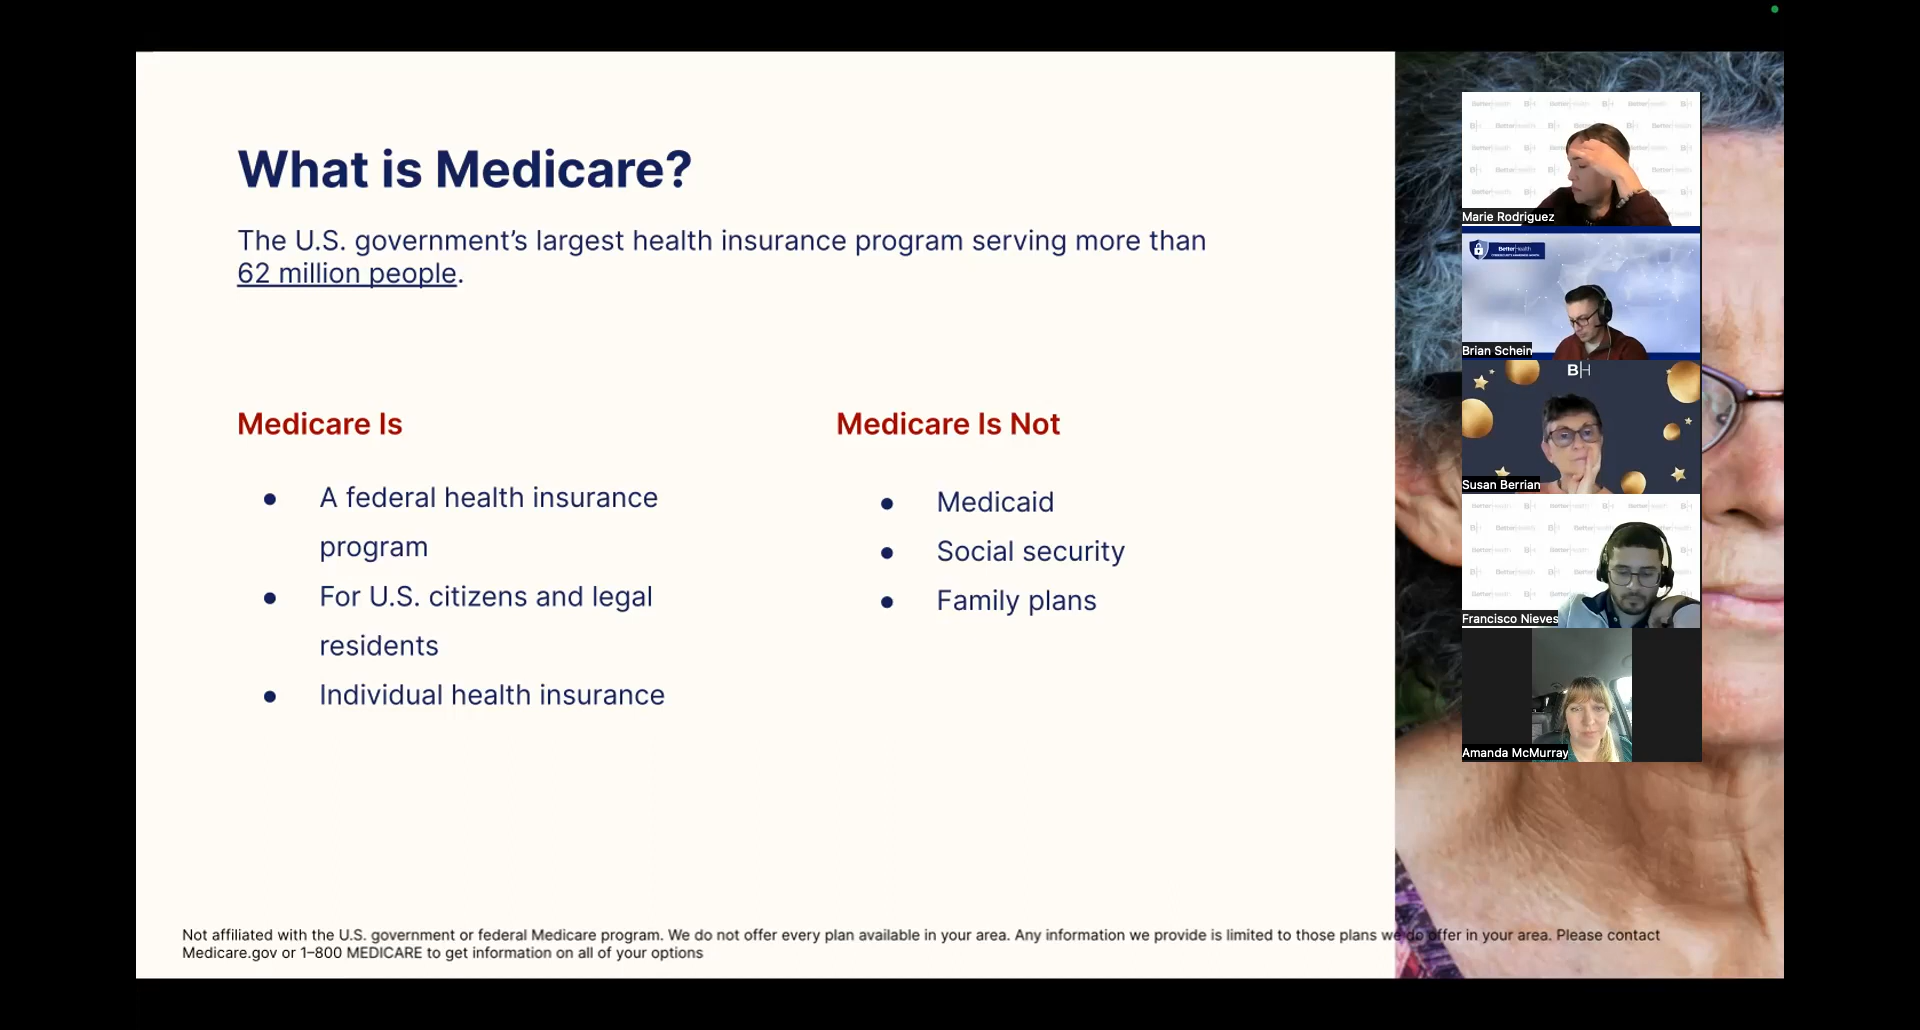 What is Medicare?
The U.S. government’s largest health insurance program serving more than
62 million people.
Medicare Is
● A federal health insurance
program
● For U.S. citizens and legal
residents
● Individual health insurance
Medicare Is Not
● Medicaid
● Social security
● Family plans
Not affiliated with the U.S. government or federal Medicare program. We do not offer every plan available in your area. Any information we provide is limited to those plans we do offer in your area. Please contact
Medicare.gov or 1–800 MEDICARE to get information on all of your options
Marie Rodriguez
BetterHealth
CYBERSECURITY AWARENESS MONTH
Brian Schein
B|H
Susan Berrian
Francisco Nieves
Amanda McMurray